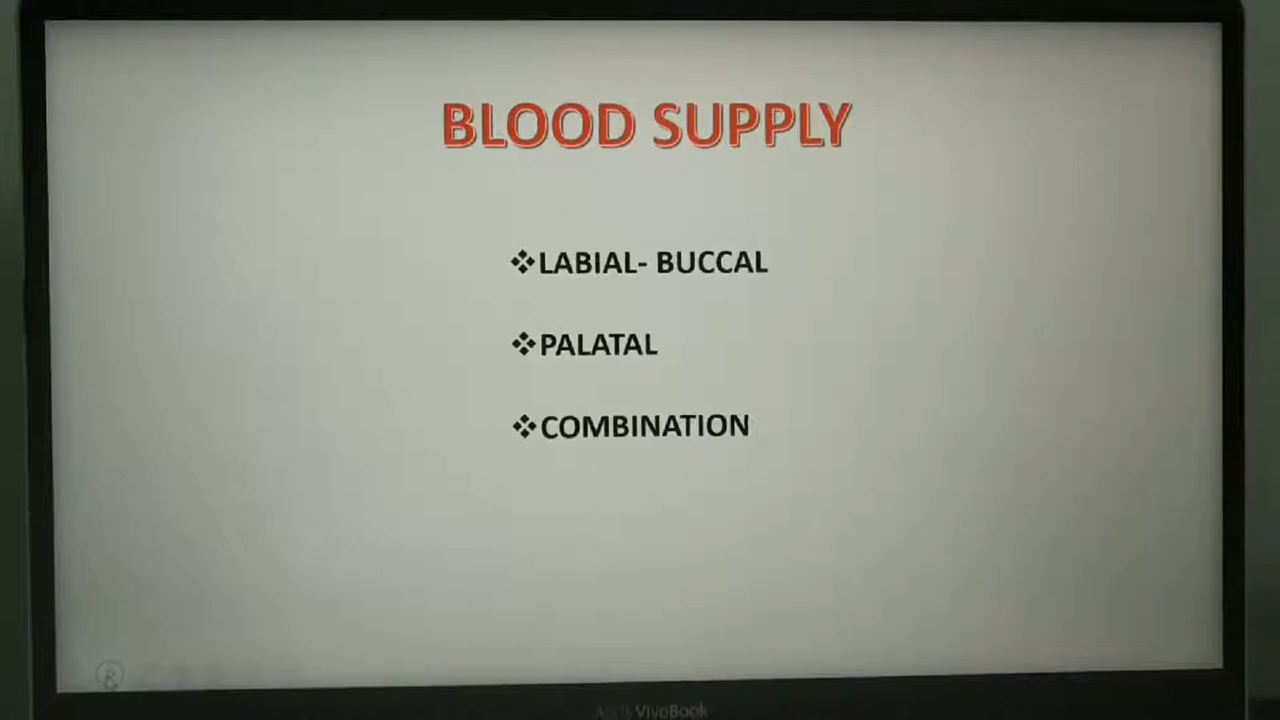 BLOOD SUPPLY
❖LABIAL- BUCCAL
❖PALATAL
❖COMBINATION
VivoBook